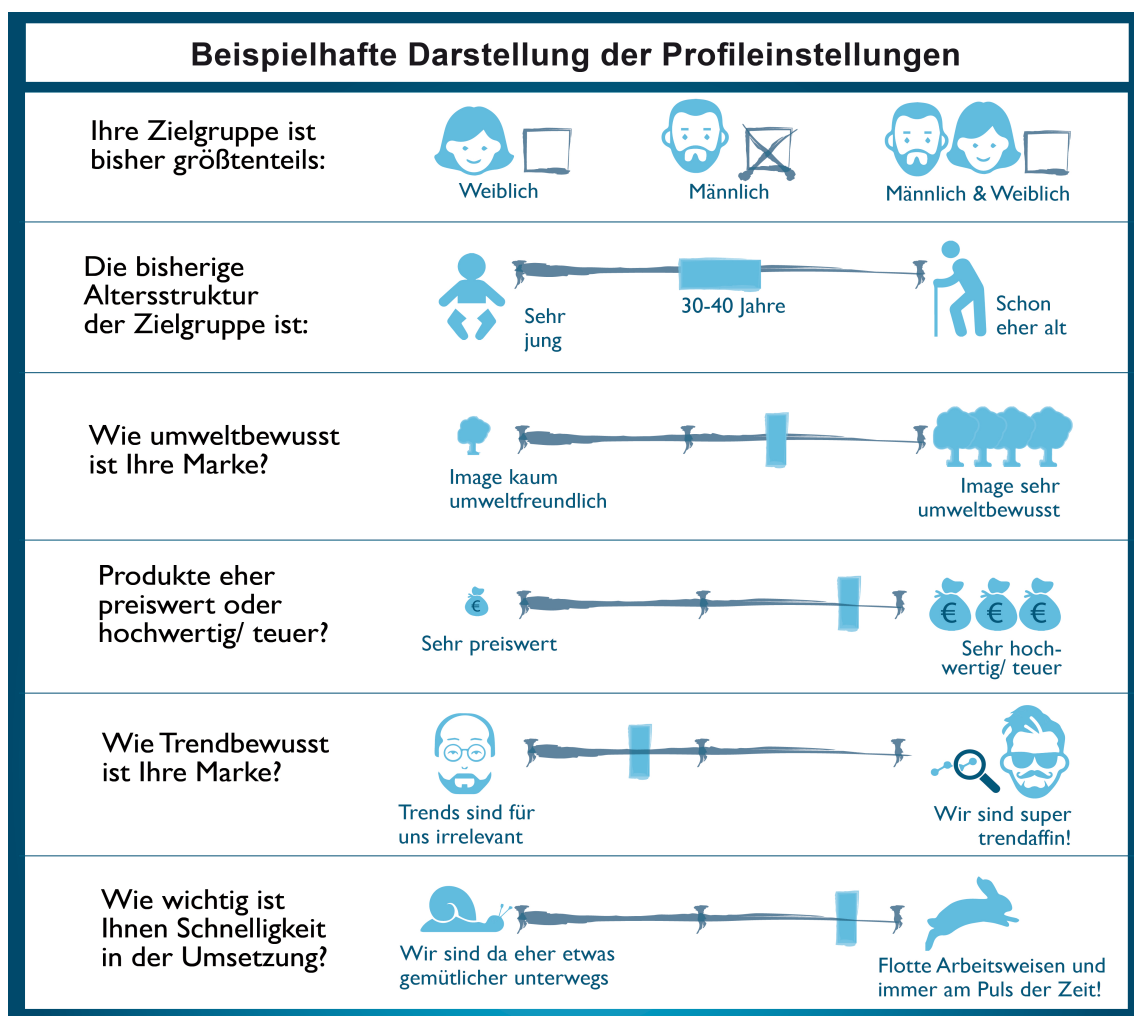 Beispielhafte Darstellung der Profileinstellungen
Ihre Zielgruppe ist
bisher größtenteils:
Weiblich
Männlich
Männlich & Weiblich
Die bisherige
Altersstruktur
der Zielgruppe ist:
Sehr
jung
30-40 Jahre
Schon
eher alt
Wie umweltbewusst
ist Ihre Marke?
Image kaum
umweltfreundlich
Image sehr
umweltbewusst
Produkte eher
preiswert oder
hochwertig/ teuer?
€
Sehr preiswert
€ € €
Sehr hoch-
wertig/ teuer
Wie Trendbewusst
ist Ihre Marke?
Trends sind für
uns irrelevant
Wir sind super
trendaffin!
Wie wichtig ist
Ihnen Schnelligkeit
in der Umsetzung?
Wir sind da eher etwas
gemütlicher unterwegs
Flotte Arbeitsweisen und
immer am Puls der Zeit!